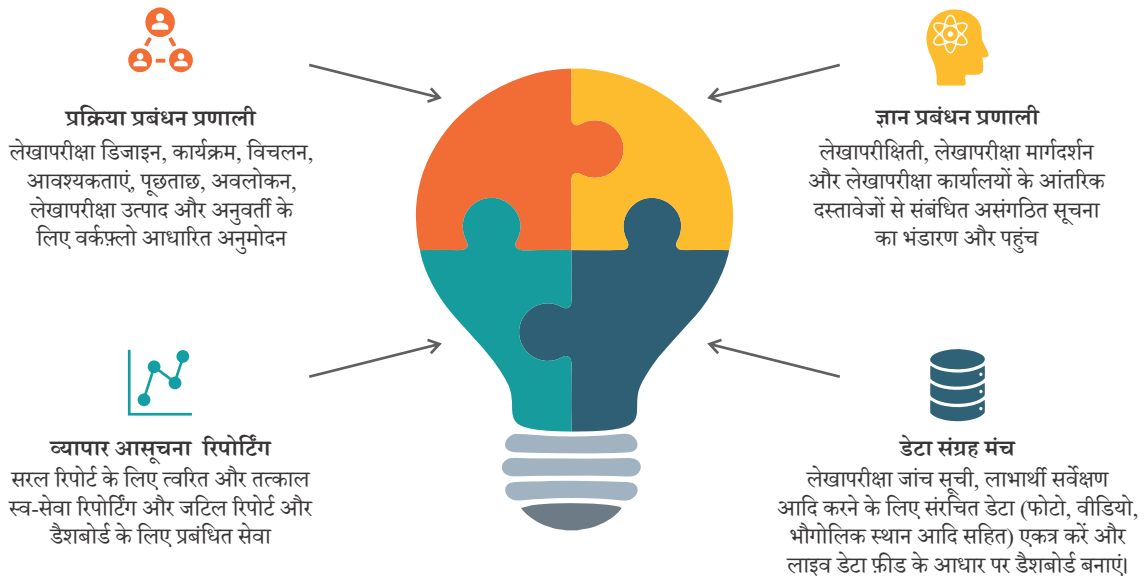 प्रक्रिया प्रबंधन प्रणाली
लेखापरीक्षा डिजाइन, कार्यक्रम, विचलन,
आवश्यकताएं, पूछताछ, अवलोकन,
लेखापरीक्षा उत्पाद और अनुवर्ती के
लिए वर्कफ़्लो आधारित अनुमोदन
ज्ञान प्रबंधन प्रणाली
लेखापरीक्षिती, लेखापरीक्षा मार्गदर्शन
और लेखापरीक्षा कार्यालयों के आंतरिक
दस्तावेजों से संबंधित असंगठित सूचना
का भंडारण और पहुंच
व्यापार आसूचना रिपोर्टिंग
सरल रिपोर्ट के लिए त्वरित और तत्काल
स्व-सेवा रिपोर्टिंग और जटिल रिपोर्ट और
डैशबोर्ड के लिए प्रबंधित सेवा
डेटा संग्रह मंच
लेखापरीक्षा जांच सूची, लाभार्थी सर्वेक्षण
आदि करने के लिए संरचित डेटा (फोटो, वीडियो,
भौगोलिक स्थान आदि सहित) एकत्र करें और
लाइव डेटा फ़ीड के आधार पर डैशबोर्ड बनाएं।